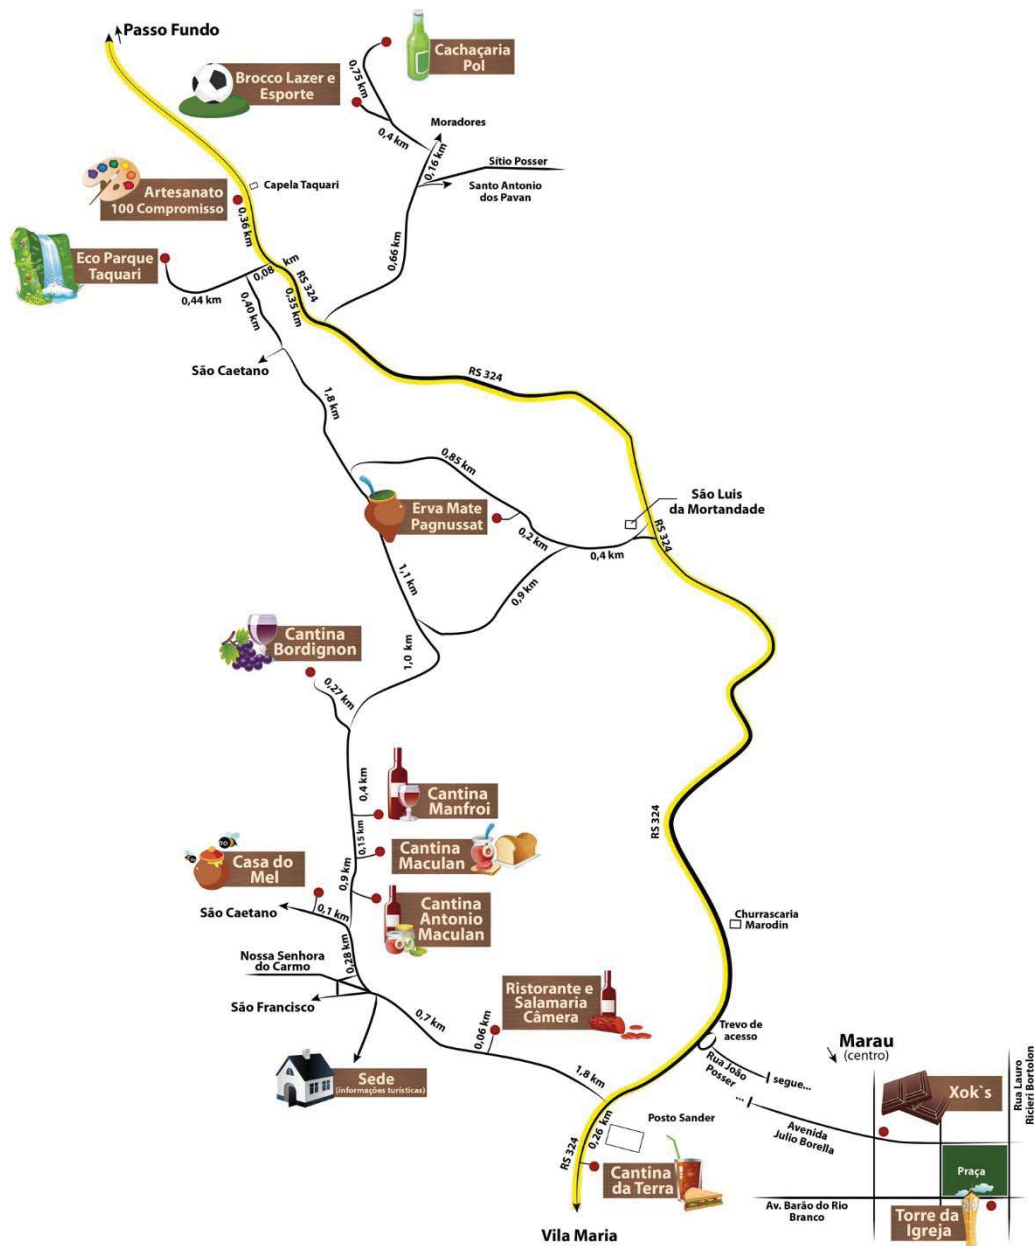 Passo Fundo
Cachaçaria
Pol
Brocco Lazer e
Esporte
0,75 km
0,4 km
Moradores
0,16 km
Sítio Posser
Santo Antonio
dos Pavan
Capela Taquari
Artesanato
100 Compromisso
0,36 km
Eco Parque
Taquari
0,08 km
RS 324
0,66 km
0,44 km
0,40 km
0,35 km
São Caetano
RS 324
1,8 km
0,85 km
São Luis
da Mortandade
Erva Mate
Pagnussat
0,2 km
0,4 km
RS 324
1,1 km
0,9 km
Cantina
Bordignon
1,0 km
0,27 km
0,4 km
Cantina
Manfroi
RS 324
0,15 km
Cantina
Maculan
Casa do
Mel
0,9 km
Cantina
Antonio
Maculan
São Caetano
0,1 km
Churrascaria
Marodin
Nossa Senhora
do Carmo
0,28 km
São Francisco
Ristorante e
Salamaria
Câmera
0,7 km
0,06 km
Trevo de
acesso
Marau
(centro)
Rua João
Posser ...
segue...
Rua Lauro
Ricieri Bortolon
Sede
(informações turísticas)
1,8 km
Xok`s
Posto Sander
0,26 km
Avenida
Julio Borella
RS 324
Cantina
da Terra
Praça
Av. Barão do Rio
Branco
Torre da
Igreja
Vila Maria